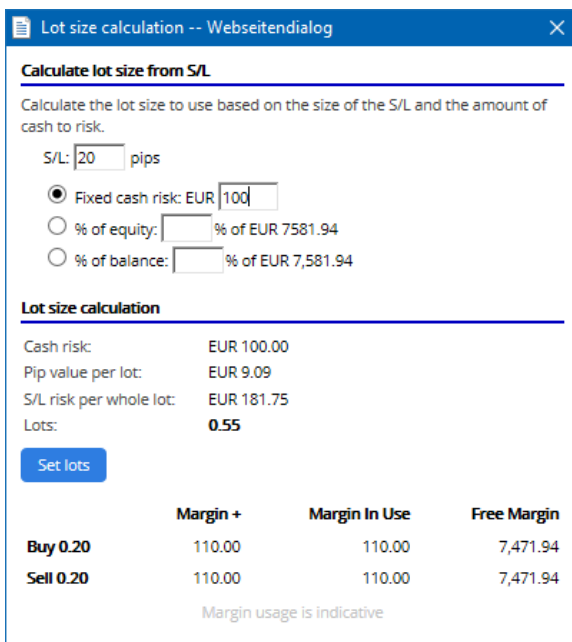 Lot size calculation -- Webseitendialog
Calculate lot size from S/L
Calculate the lot size to use based on the size of the S/L and the amount of
cash to risk.
S/L: 20 pips
Fixed cash risk: EUR 100
% of equity: % of EUR 7581.94
% of balance: % of EUR 7,581.94
Lot size calculation
Cash risk: EUR 100.00
Pip value per lot: EUR 9.09
S/L risk per whole lot: EUR 181.75
Lots: 0.55
Set lots
Margin + Margin In Use Free Margin
Buy 0.20 110.00 110.00 7,471.94
Sell 0.20 110.00 110.00 7,471.94
Margin usage is indicative